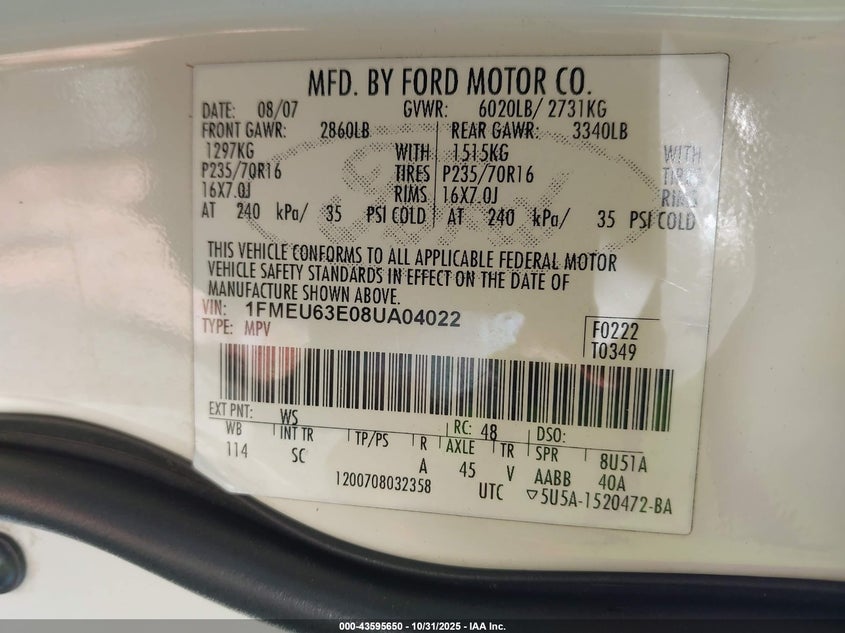 MFD. BY FORD MOTOR CO.
DATE: 08/07 GVWR: 6020LB/ 2731KG
FRONT GAWR: 2860LB REAR GAWR: 3340LB
1297KG WITH 1515KG WITH
P235/70R16 TIRES P235/70R16 TIRES
16X7.0J RIMS 16X7.0J RIMS
AT 240 kPa/ 35 PSI COLD AT 240 kPa/ 35 PSI COLD
THIS VEHICLE CONFORMS TO ALL APPLICABLE FEDERAL MOTOR
VEHICLE SAFETY STANDARDS IN EFFECT ON THE DATE OF
MANUFACTURE SHOWN ABOVE.
VIN: 1FMEU63E08UA04022
TYPE: MPV
F0222
T0349
EXT PNT: WS RC: 48 DSO:
WB INT TR TP/PS R AXLE TR SPR 8U51A
114 SC A 45 V AABB 40A
1200708032358 UTC ▽5U5A-1520472-BA
000-43595650 - 10/31/2025 - IAA Inc.